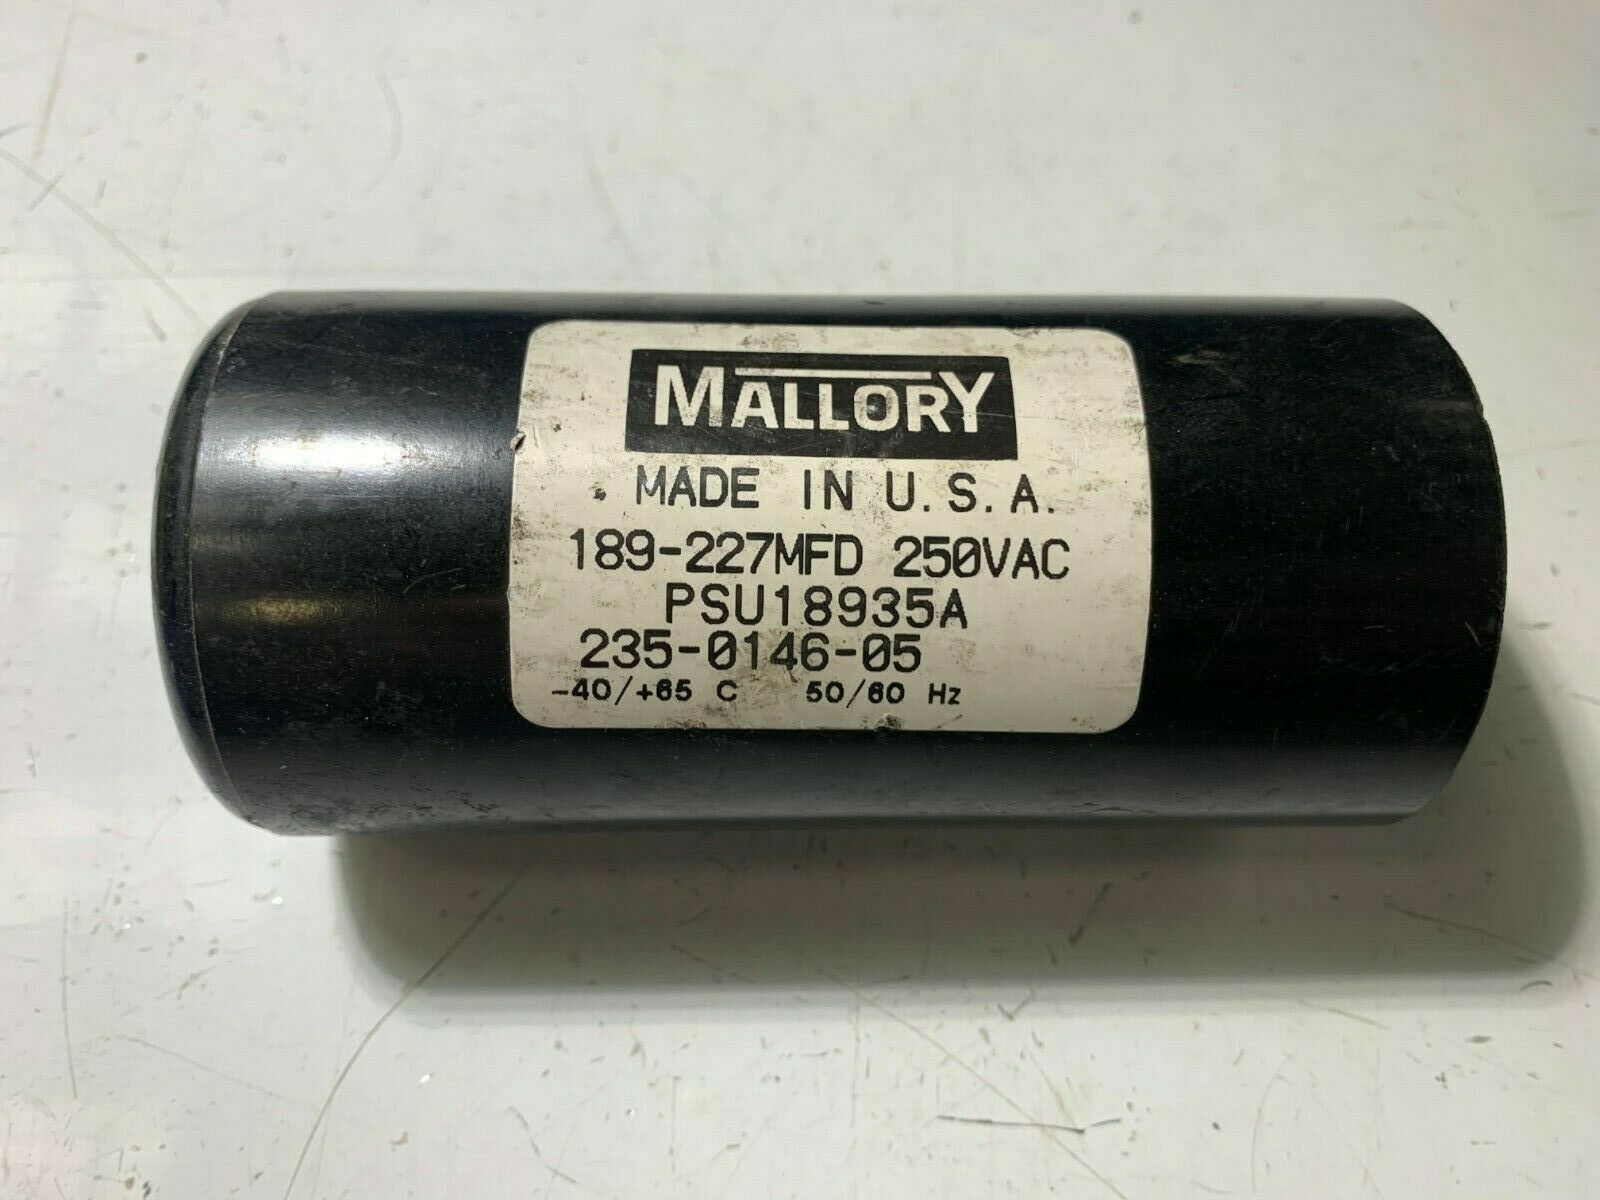 MALLORY
MADE IN U.S.A.
189-227MFD 250VAC
PSU18935A
235-0146-05
-40/+65 C 50/60 Hz